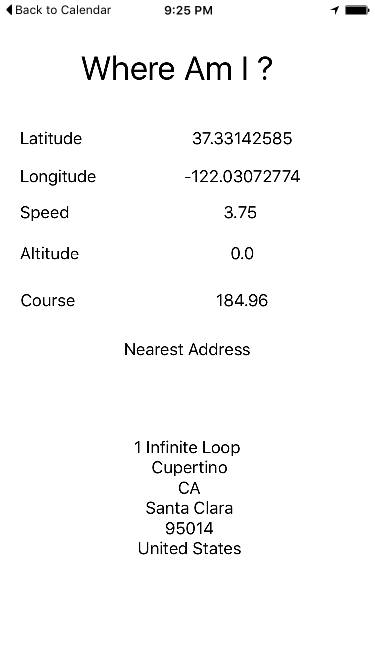 Back to Calendar 9:25 PM
Where Am I ?
Latitude 37.33142585
Longitude -122.03072774
Speed 3.75
Altitude 0.0
Course 184.96
Nearest Address
1 Infinite Loop
Cupertino
CA
Santa Clara
95014
United States